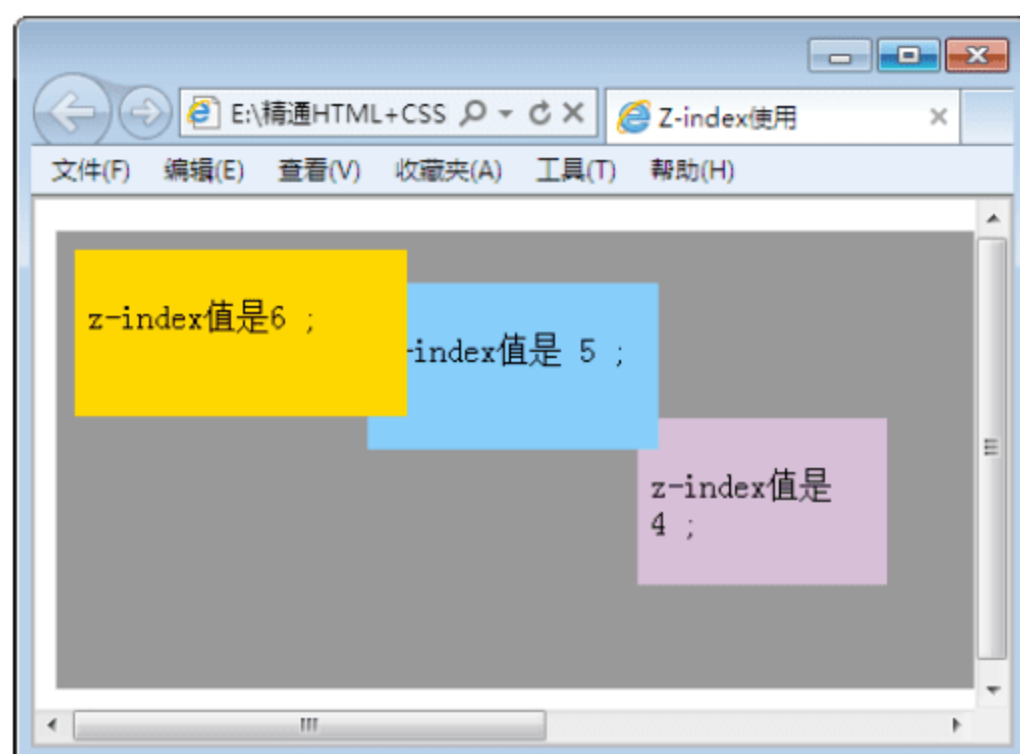 E:\精通HTML+CSS
Z-index使用
文件(F) 编辑(E) 查看(V) 收藏夹(A) 工具(T) 帮助(H)
z-index值是6 ;
-index值是 5 ;
z-index值是
4 ;